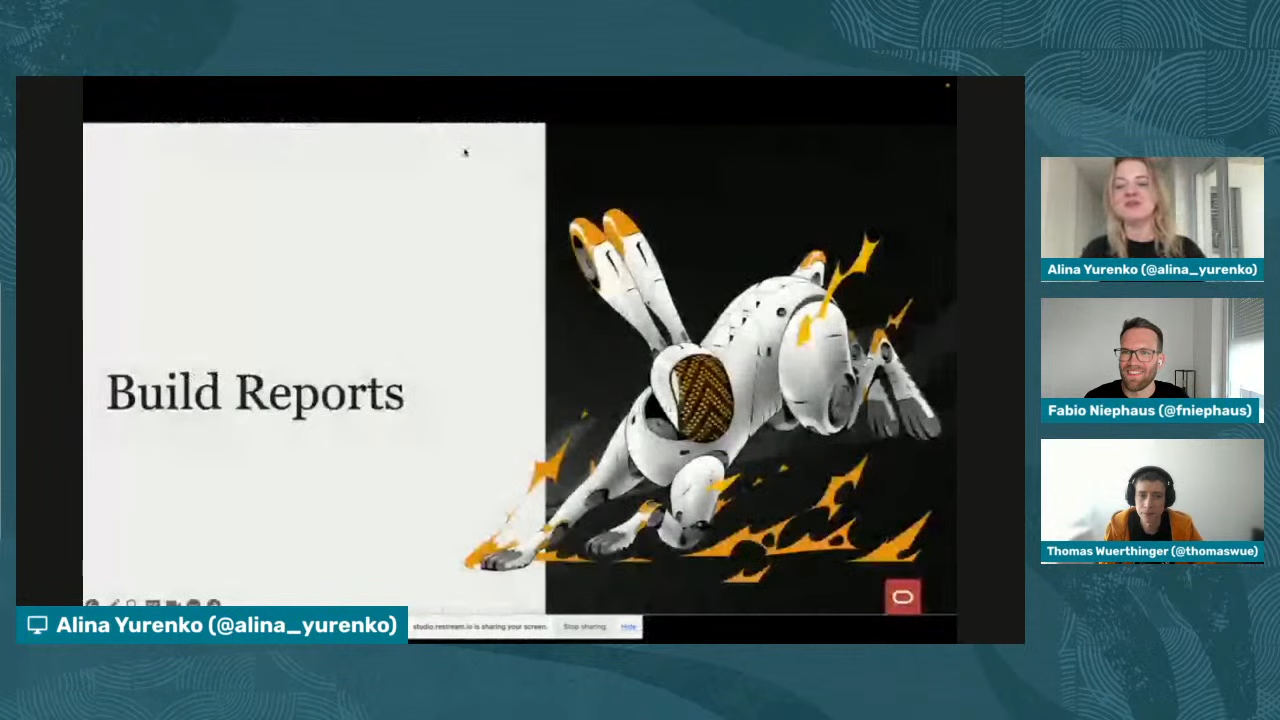 Build Reports
Alina Yurenko (@alina_yurenko)
studio.restream.io is sharing your screen.
Stop sharing
Hide
Alina Yurenko (@alina_yurenko)
Fabio Niephaus (@fniephaus)
Thomas Wuerthinger (@thomaswue)